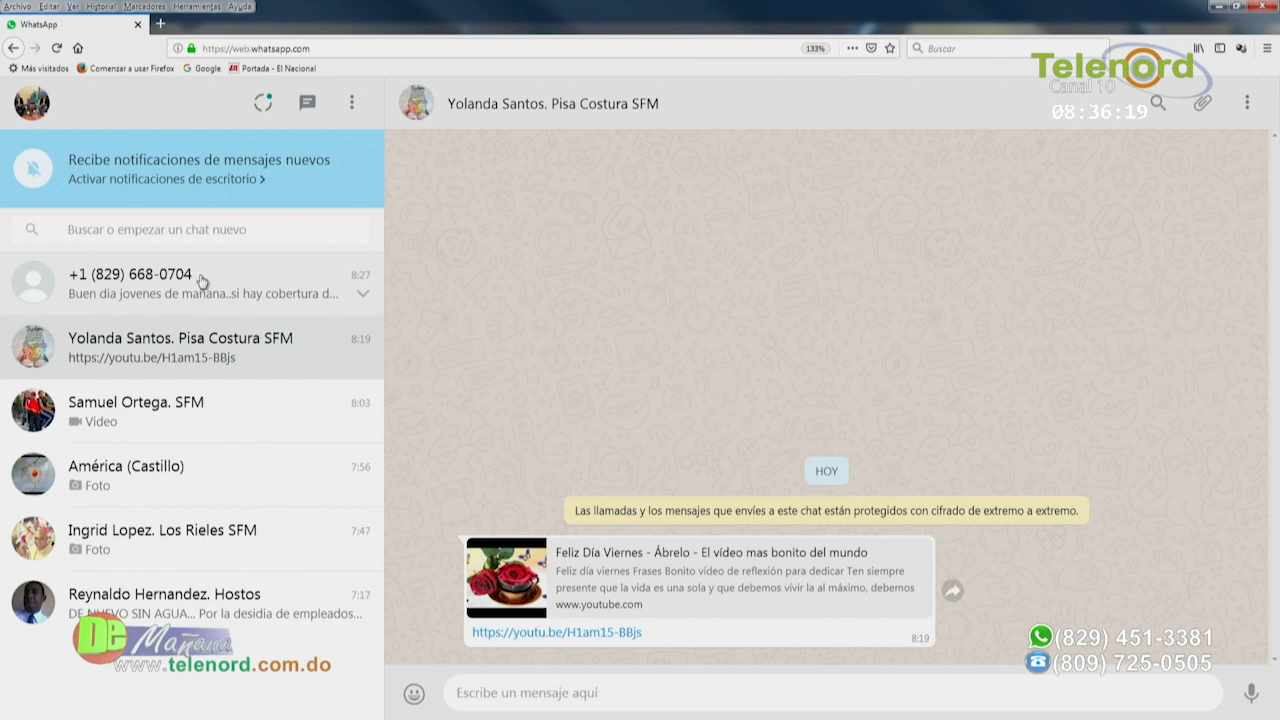 Archivo Editar Ver Historial Marcadores Herramientas Ayuda
WhatsApp
https://web.whatsapp.com
133%
Buscar
Más visitados
Comenzar a usar Firefox
Google
Portada - El Nacional
Telenord
Canal 10
08:36:19
Yolanda Santos. Pisa Costura SFM
Recibe notificaciones de mensajes nuevos
Activar notificaciones de escritorio >
Buscar o empezar un chat nuevo
+1 (829) 668-0704
8:27
Buen dia jovenes de mañana..si hay cobertura d...
Yolanda Santos. Pisa Costura SFM
8:19
https://youtu.be/H1am15-BBjs
Samuel Ortega. SFM
8:03
Video
América (Castillo)
7:56
Foto
Ingrid Lopez. Los Rieles SFM
7:47
Foto
Reynaldo Hernandez. Hostos
7:17
DE NUEVO SIN AGUA... Por la desidia de empleados...
De Mañana
www.telenord.com.do
HOY
Las llamadas y los mensajes que envíes a este chat están protegidos con cifrado de extremo a extremo.
Feliz Día Viernes - Ábrelo - El vídeo mas bonito del mundo
Feliz día viernes Frases Bonito vídeo de reflexión para dedicar Ten siempre
presente que la vida es una sola y que debemos vivir la al máximo, debemos
www.youtube.com
https://youtu.be/H1am15-BBjs
8:19
(829) 451-3381
(809) 725-0505
Escribe un mensaje aquí